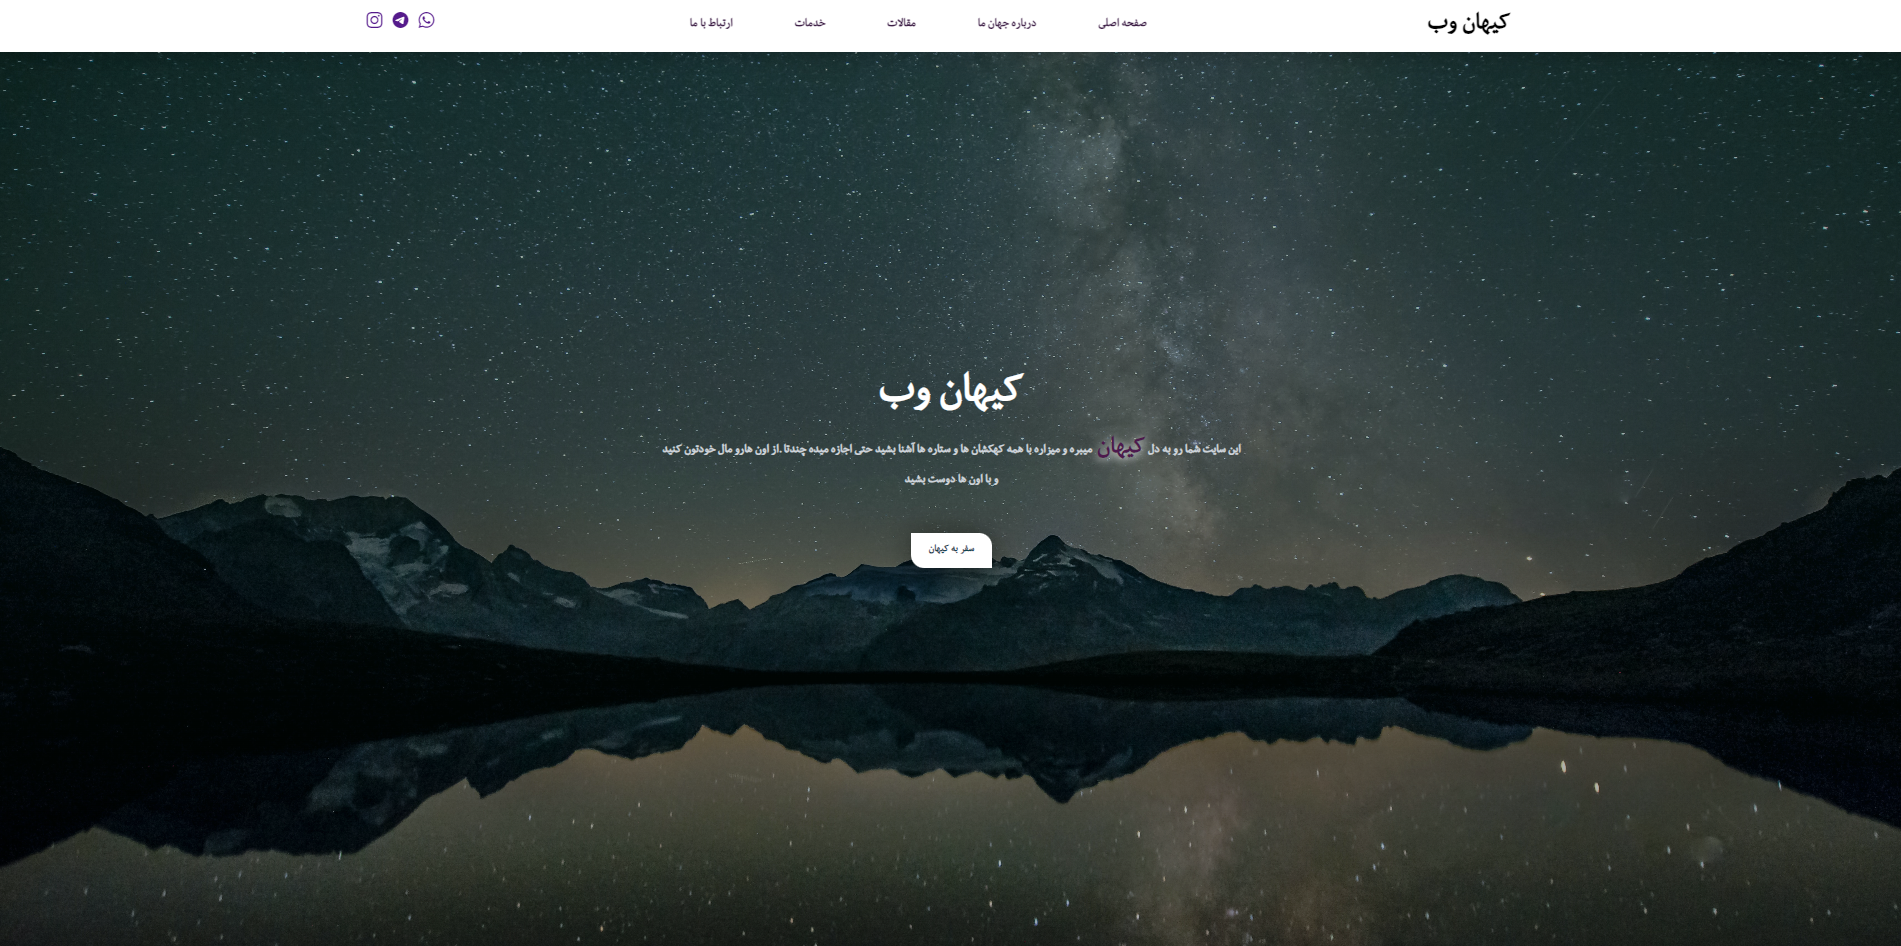 کیهان وب
صفحه اصلی
درباره جهان ما
مقالات
خدمات
ارتباط با ما
کیهان وب
این سایت شما رو به دل کیهان میبره و میزاره با همه کهکشان ها و ستاره ها آشنا بشید حتی اجازه میده چندتا .از اون هارو مال خودتون کنید
و با اون ها دوست بشید
سفر به کیهان